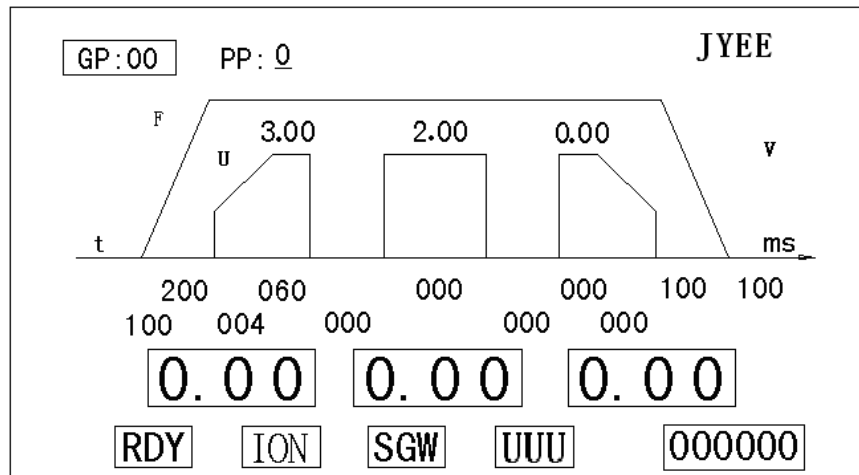 GP:00 PP: 0 JYEE
F
3.00 2.00 0.00
U V
t ms
200 060 000 000 100 100
100 004 000 000 000
0.00 0.00 0.00
RDY ION SGW UUU 000000